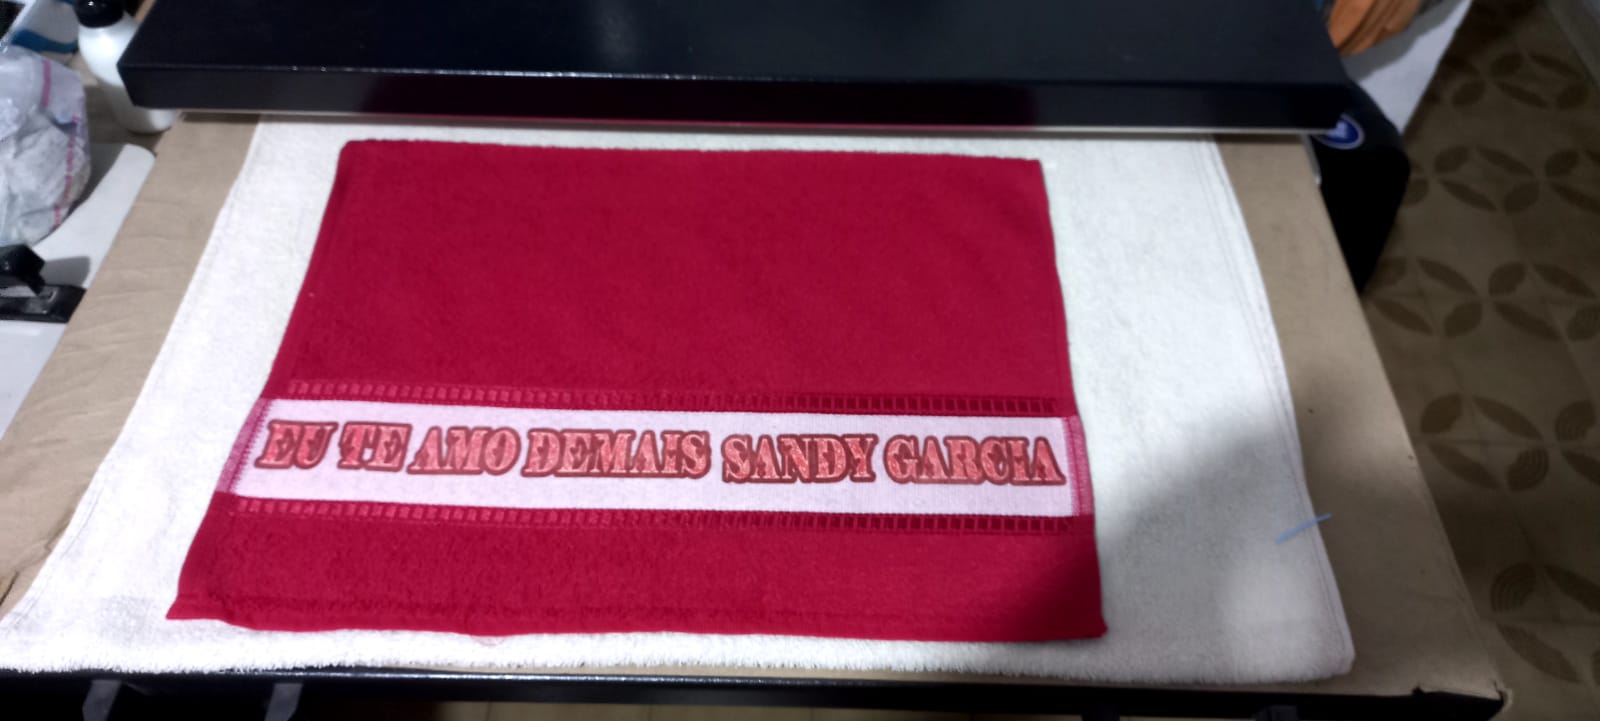 EU TE AMO DEMAIS SANDY GARCIA